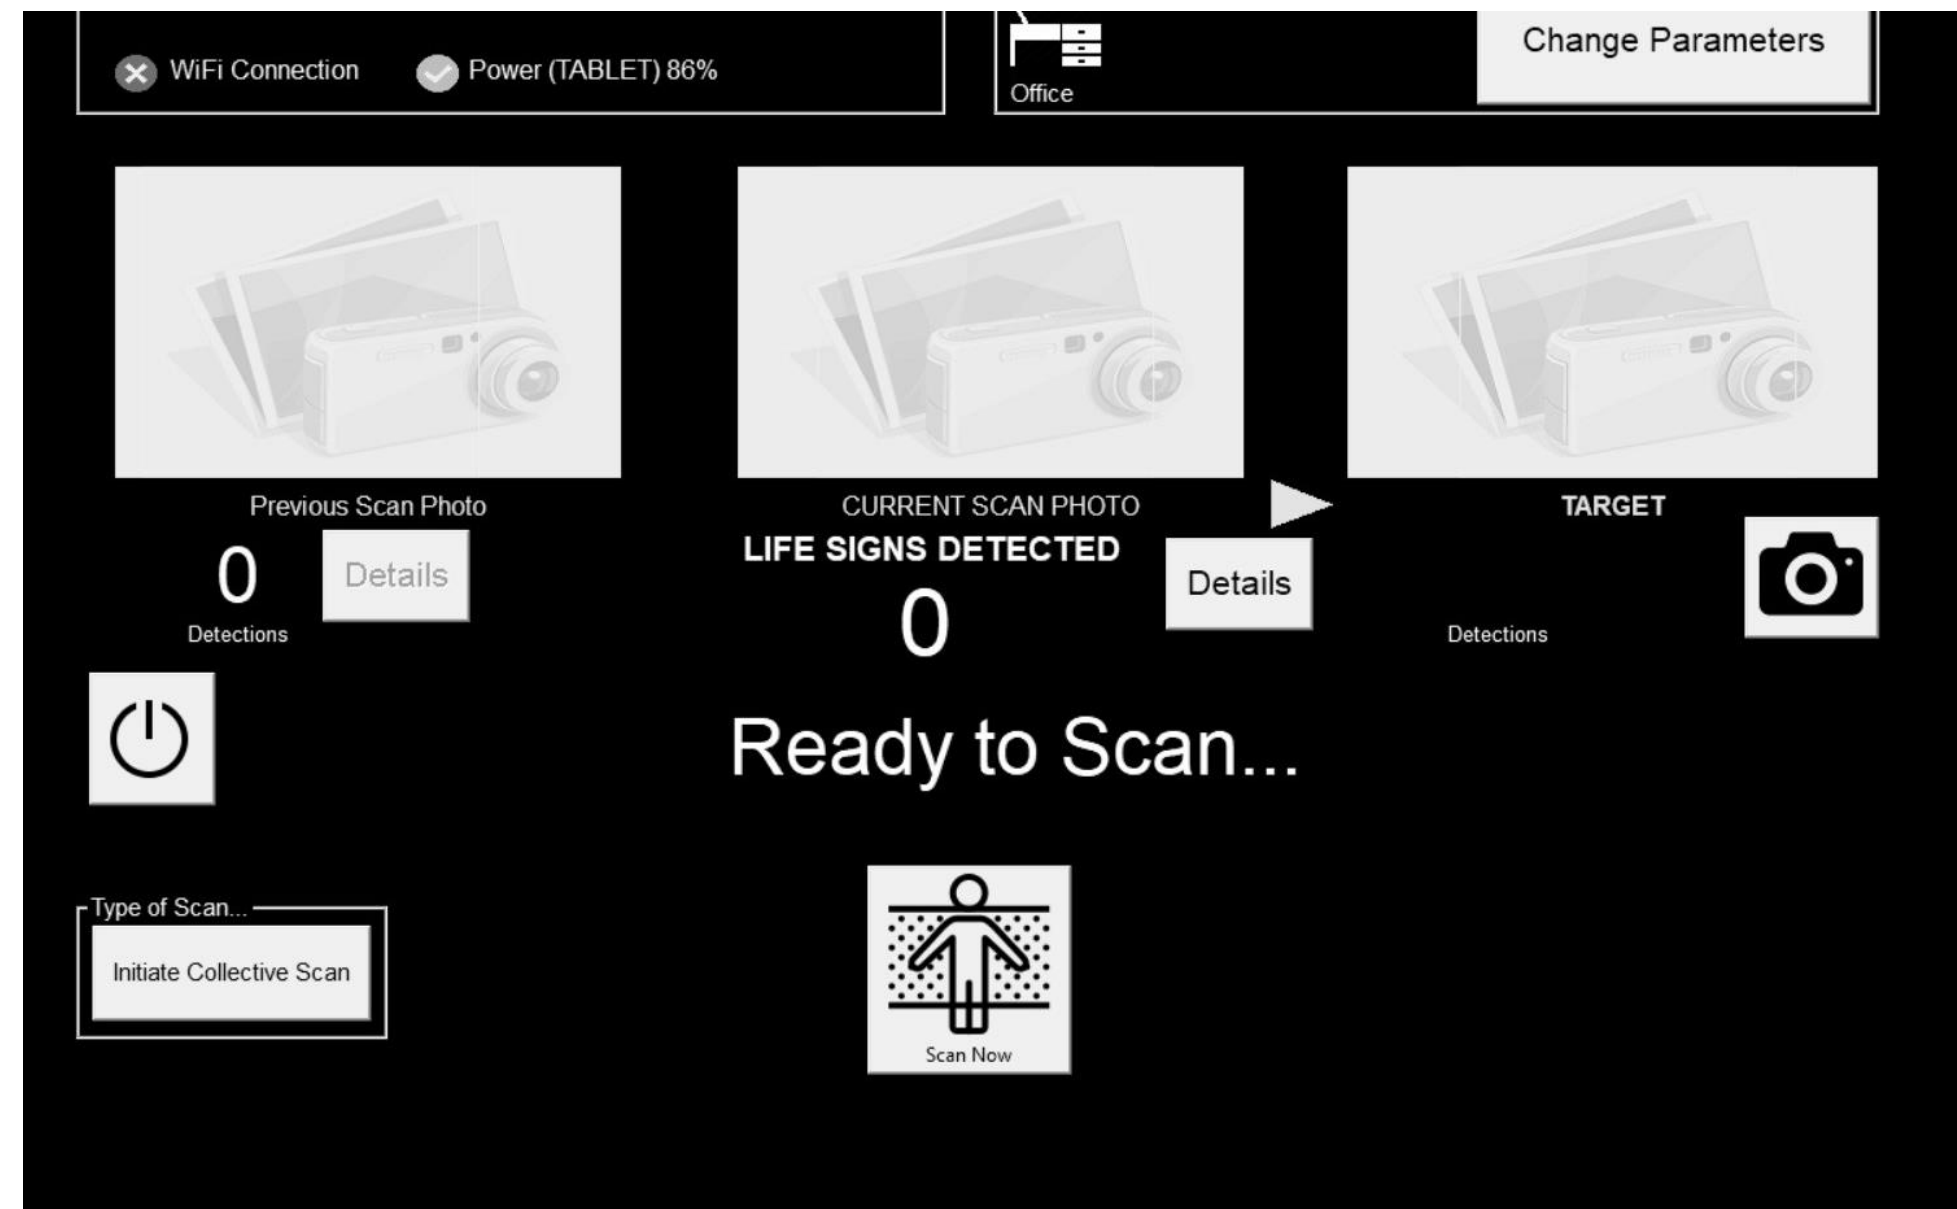 WiFi Connection
Power (TABLET) 86%
Office
Change Parameters
Previous Scan Photo
0
Detections
Details
CURRENT SCAN PHOTO
LIFE SIGNS DETECTED
0
Details
TARGET
Detections
Ready to Scan...
Type of Scan...
Initiate Collective Scan
Scan Now